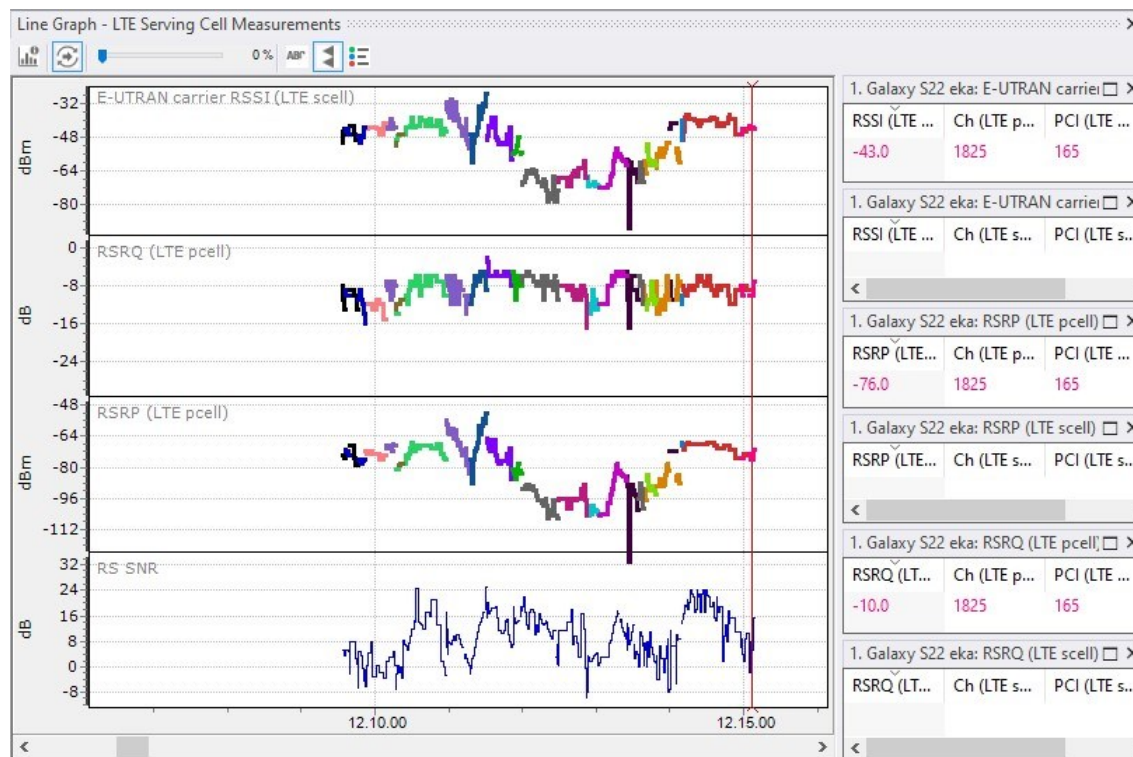 Line Graph - LTE Serving Cell Measurements
0 %
ABC
E-UTRAN carrier RSSI (LTE scell)
-32
-48
-64
-80
dBm
RSRQ (LTE pcell)
0
-8
-16
-24
dB
RSRP (LTE pcell)
-48
-64
-80
-96
-112
dBm
RS SNR
32
24
16
8
0
-8
dB
12.10.00
12.15.00
1. Galaxy S22 eka: E-UTRAN carrier
RSSI (LTE ... Ch (LTE p... PCI (LTE ...
-43.0 1825 165
1. Galaxy S22 eka: E-UTRAN carrier
RSSI (LTE ... Ch (LTE s... PCI (LTE s...
1. Galaxy S22 eka: RSRP (LTE pcell)
RSRP (LTE... Ch (LTE p... PCI (LTE ...
-76.0 1825 165
1. Galaxy S22 eka: RSRP (LTE scell)
RSRP (LTE... Ch (LTE s... PCI (LTE s...
1. Galaxy S22 eka: RSRQ (LTE pcell)
RSRQ (LT... Ch (LTE p... PCI (LTE ...
-10.0 1825 165
1. Galaxy S22 eka: RSRQ (LTE scell)
RSRQ (LT... Ch (LTE s... PCI (LTE s...